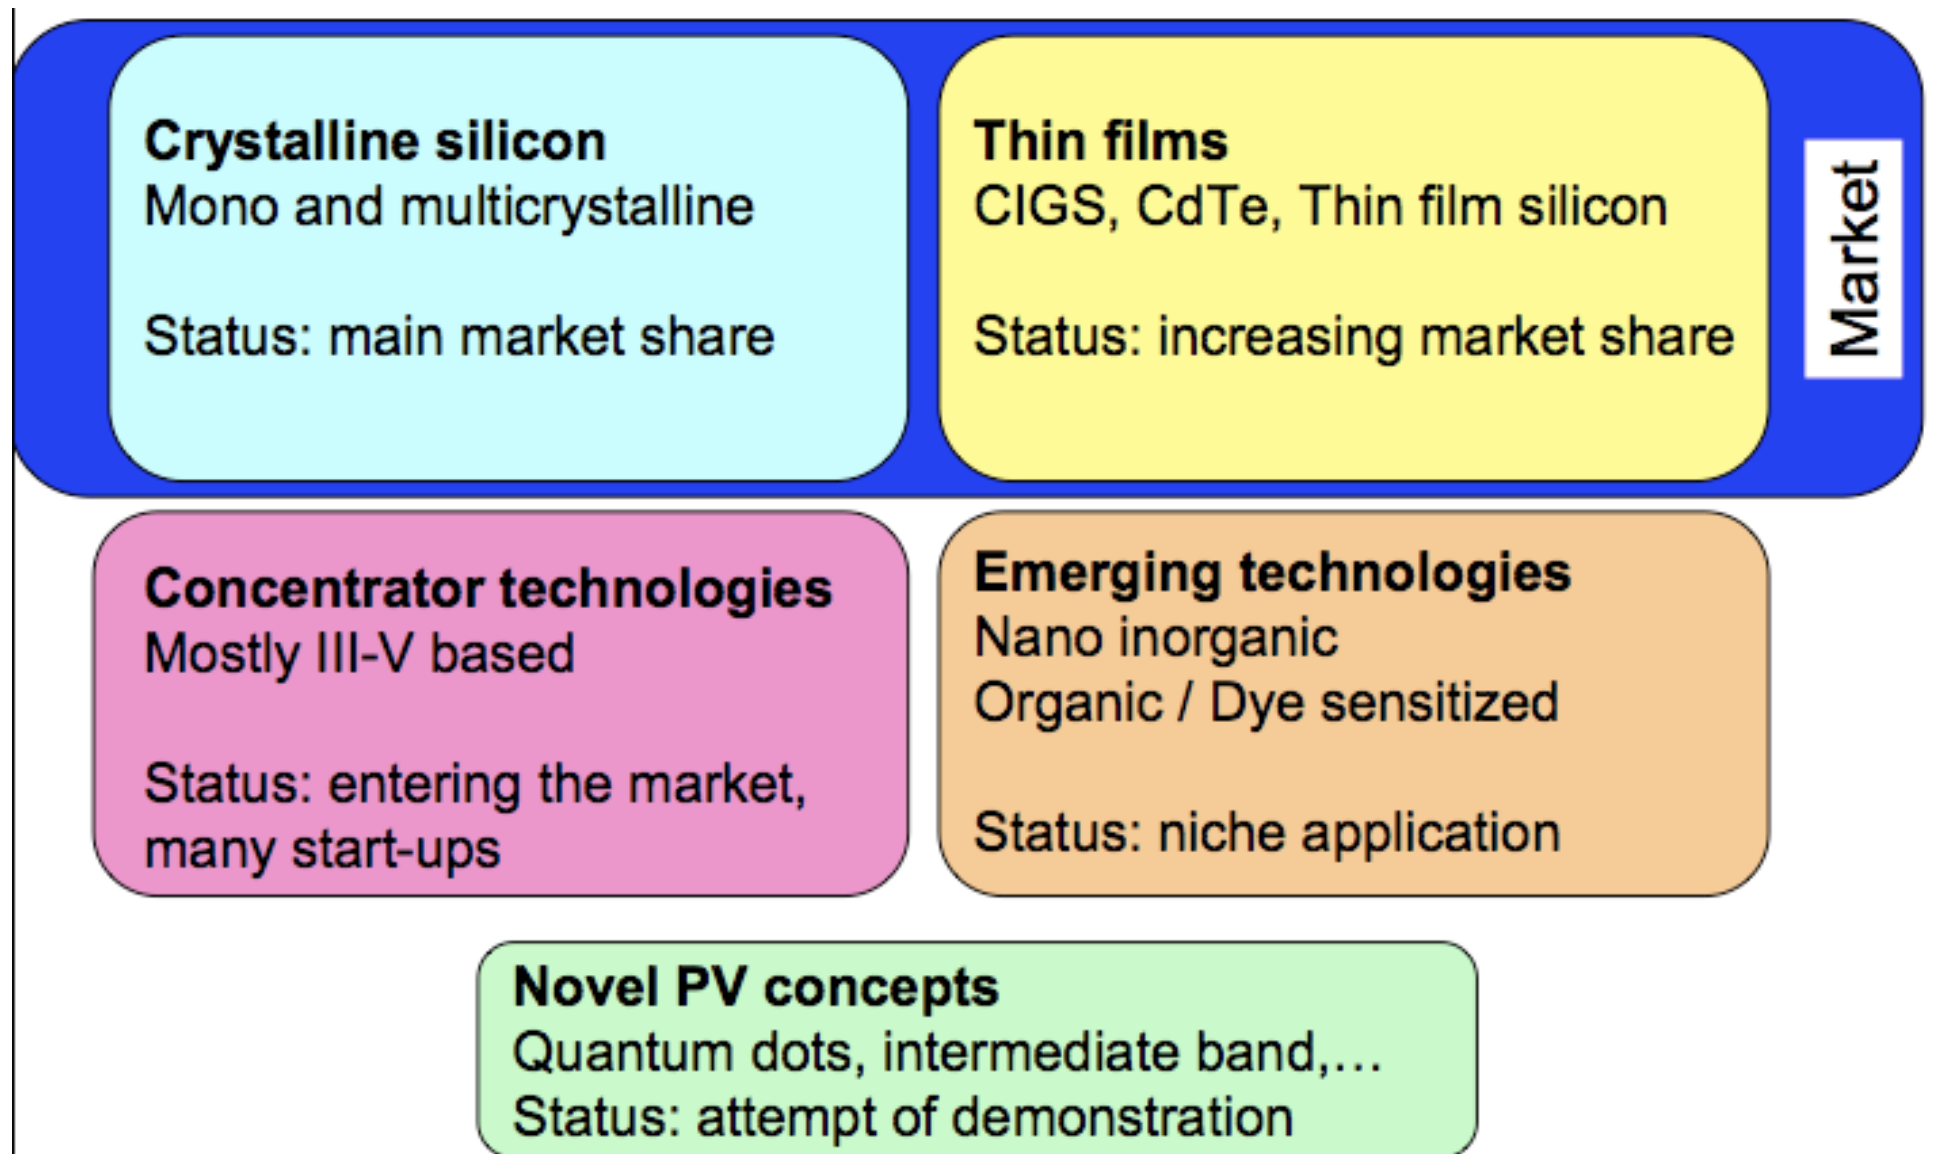 Crystalline silicon
Mono and multicrystalline
Status: main market share
Thin films
CIGS, CdTe, Thin film silicon
Status: increasing market share
Market
Concentrator technologies
Mostly III-V based
Status: entering the market,
many start-ups
Emerging technologies
Nano inorganic
Organic / Dye sensitized
Status: niche application
Novel PV concepts
Quantum dots, intermediate band,…
Status: attempt of demonstration